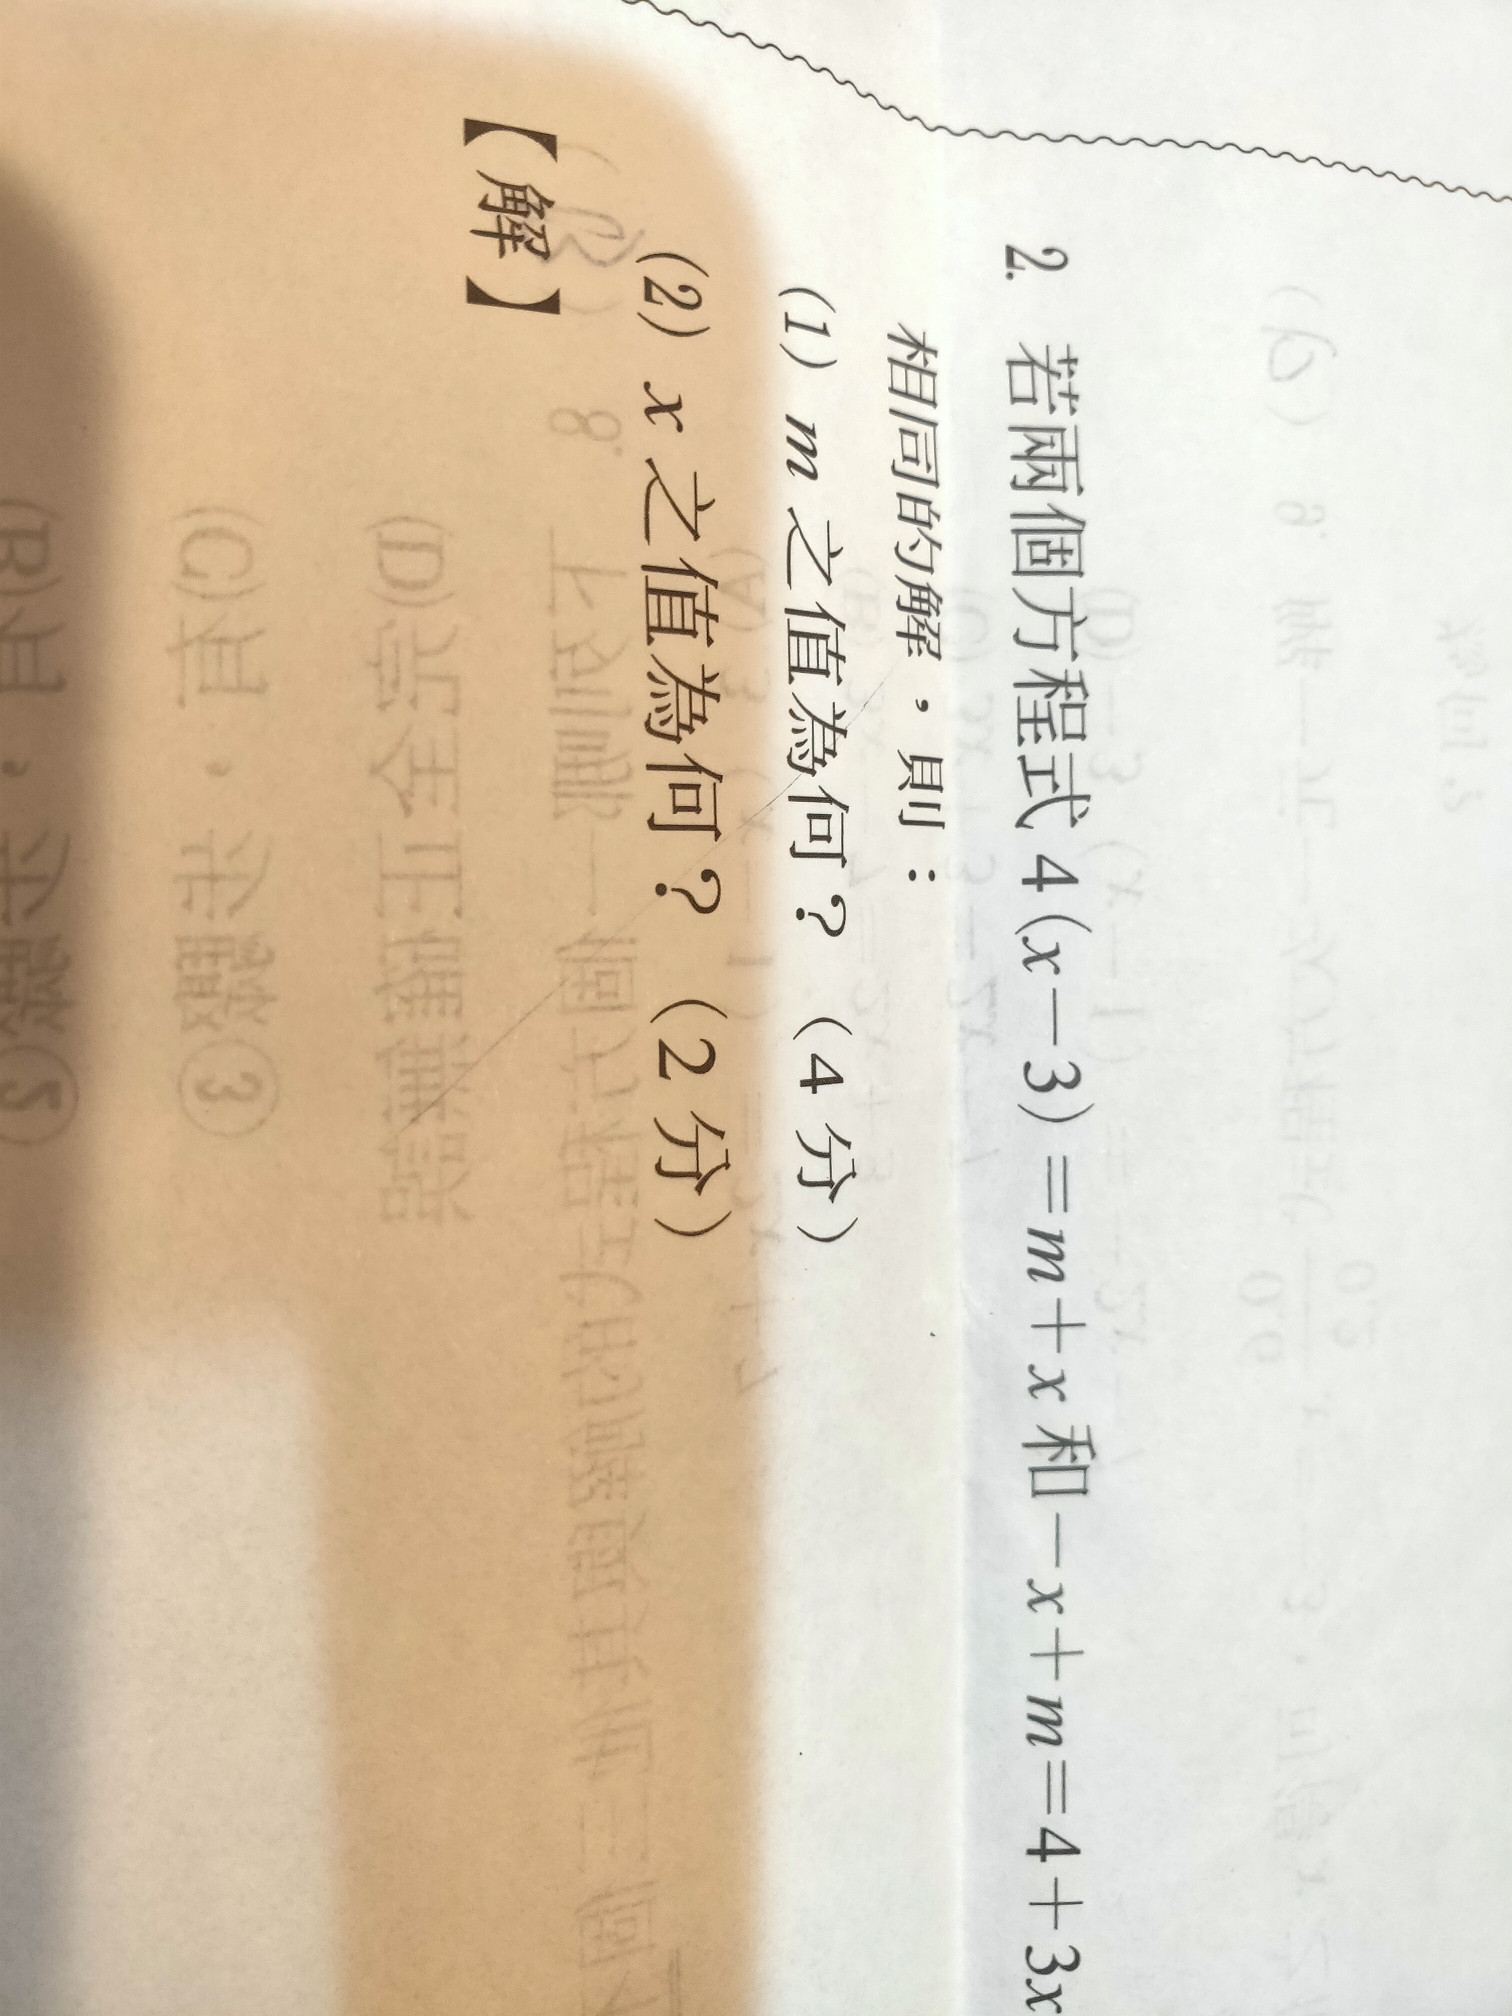 2. 若兩個方程式 4(x－3)＝m＋x 和－x＋m＝4＋3x
相同的解，則：
(1) m 之值為何？（4 分）
(2) x 之值為何？（2 分）
【解】